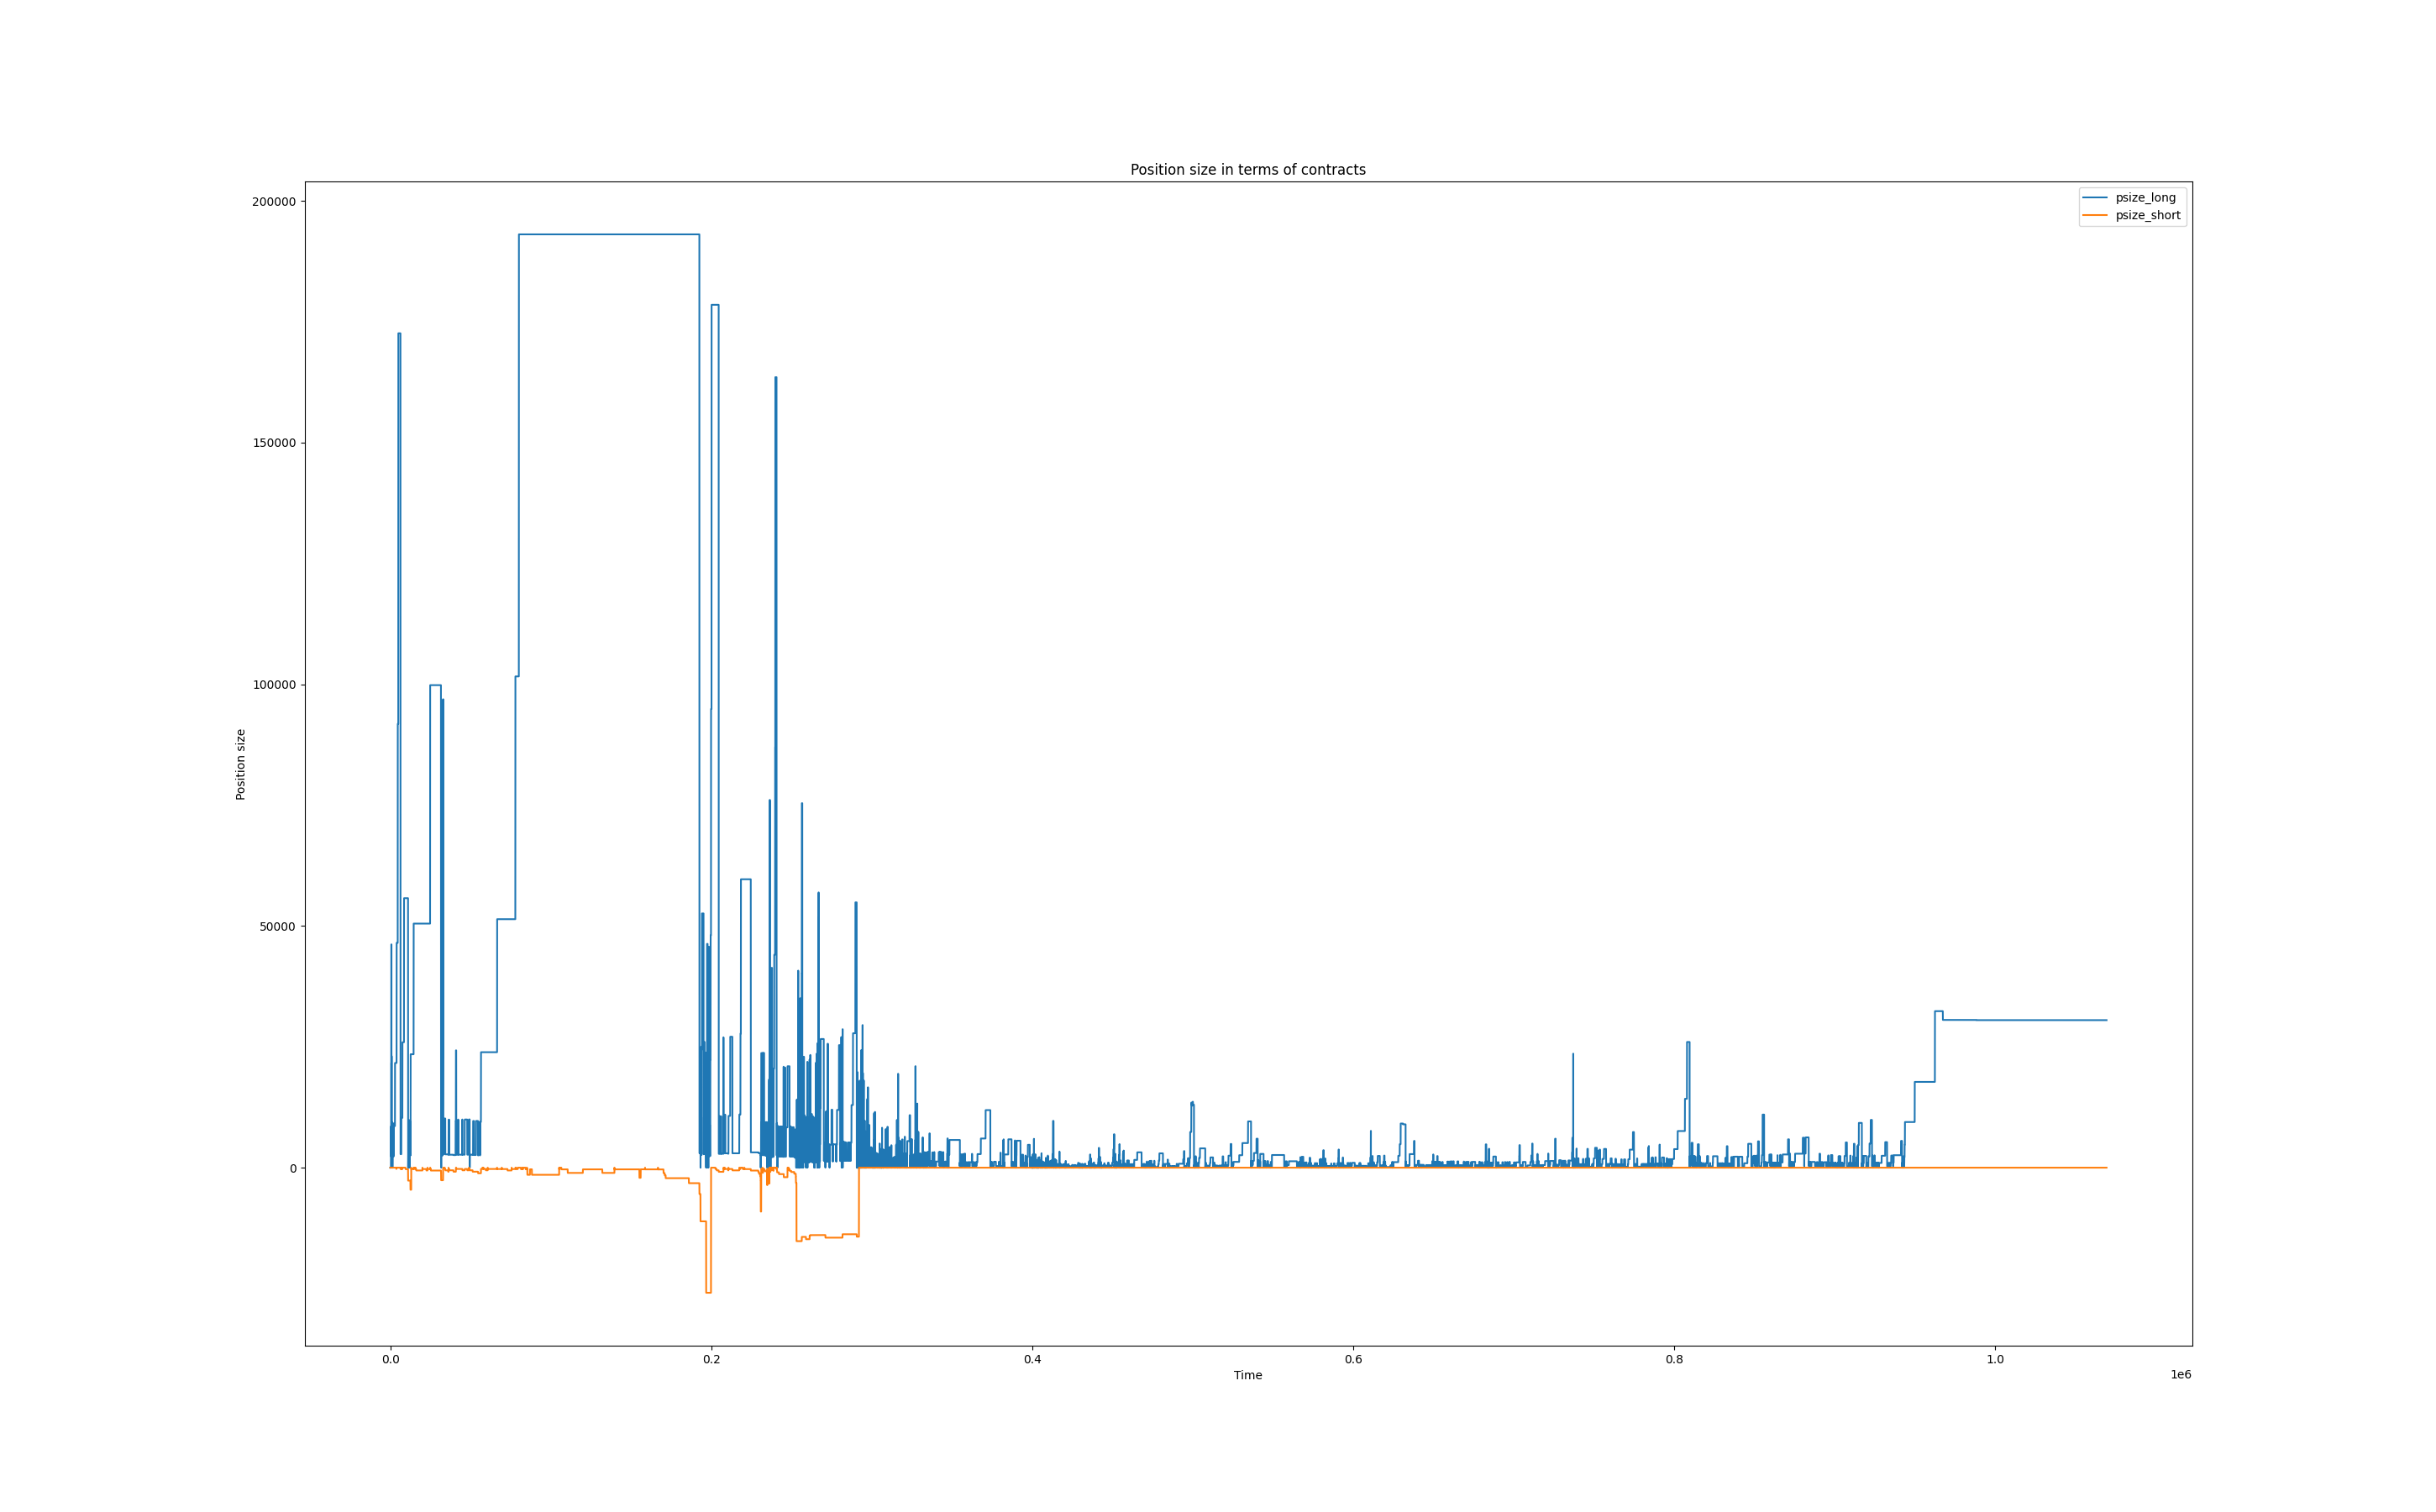 Position size in terms of contracts
psize_long
psize_short
200000
150000
100000
50000
0
Position size
0.0
0.2
0.4
0.6
0.8
1.0
1e6
Time